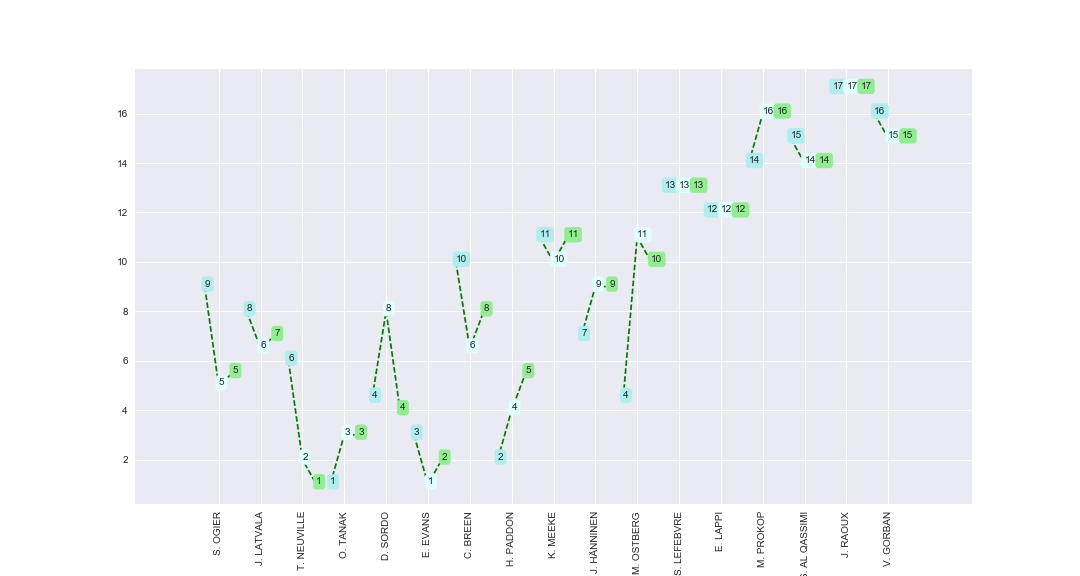 17 17 17
16 16 16 16
15 15 15
14 14 14
13 13 13
12 12 12 12
11 11 11
10 10 10 10
9 9 9
8 8 8 8
7 7
6 6 6 6
5 5 5
4 4 4 4 4
3 3 3
2 2 2 2 2
1 1 1
S. OGIER
J. LATVALA
T. NEUVILLE
O. TANAK
D. SORDO
E. EVANS
C. BREEN
H. PADDON
K. MEEKE
J. HANNINEN
M. OSTBERG
S. LEFEBVRE
E. LAPPI
M. PROKOP
S. AL QASSIMI
J. RAOUX
V. GORBAN